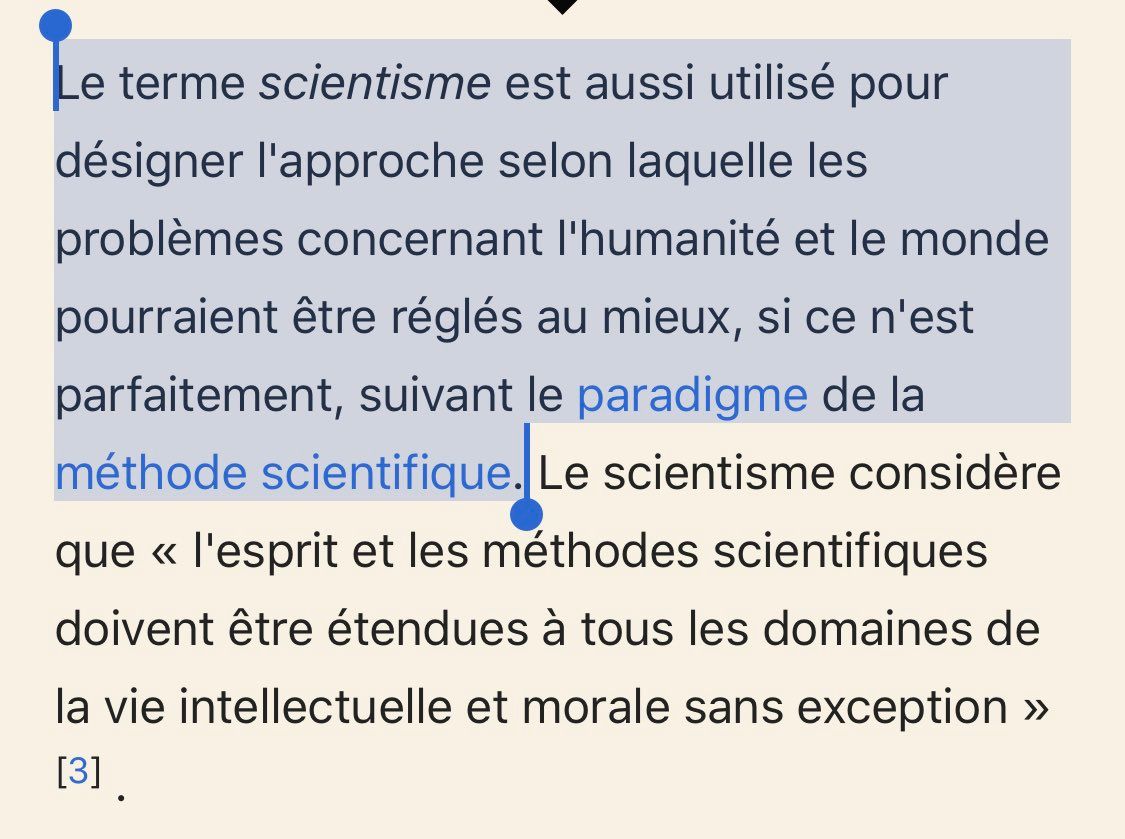 Le terme scientisme est aussi utilisé pour
désigner l'approche selon laquelle les
problèmes concernant l'humanité et le monde
pourraient être réglés au mieux, si ce n'est
parfaitement, suivant le paradigme de la
méthode scientifique. Le scientisme considère
que « l'esprit et les méthodes scientifiques
doivent être étendues à tous les domaines de
la vie intellectuelle et morale sans exception »
[3] .